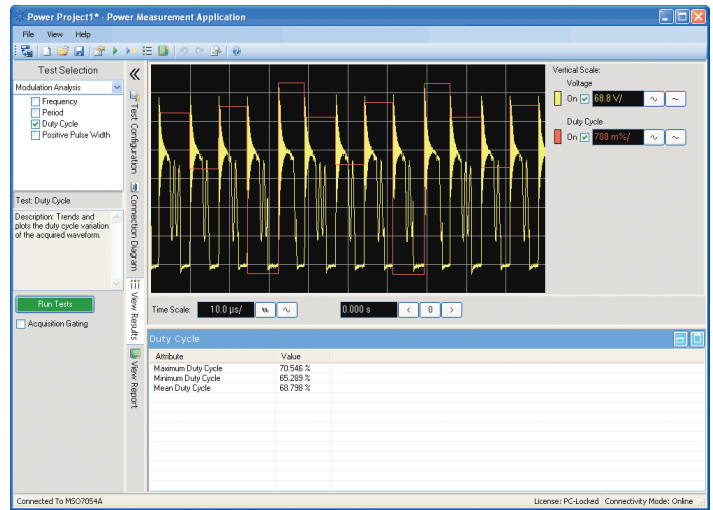 Power Project1* - Power Measurement Application
File View Help
Test Selection
Modulation Analysis
Frequency
Period
Duty Cycle
Positive Pulse Width
Test: Duty Cycle
Description: Trends and
plots the duty cycle variation
of the acquired waveform.
Run Tests
Acquisition Gating
Test Configuration
Connection Diagram
View Results
View Report
Vertical Scale:
Voltage
On 68.8 V/
Duty Cycle
On 788 m%/
Time Scale: 10.0 µs/ 0.000 s < 0 >
Duty Cycle
Attribute Value
Maximum Duty Cycle 70.546 %
Minimum Duty Cycle 65.289 %
Mean Duty Cycle 68.798 %
Connected To MSO7054A License: PC-Locked Connectivity Mode: Online